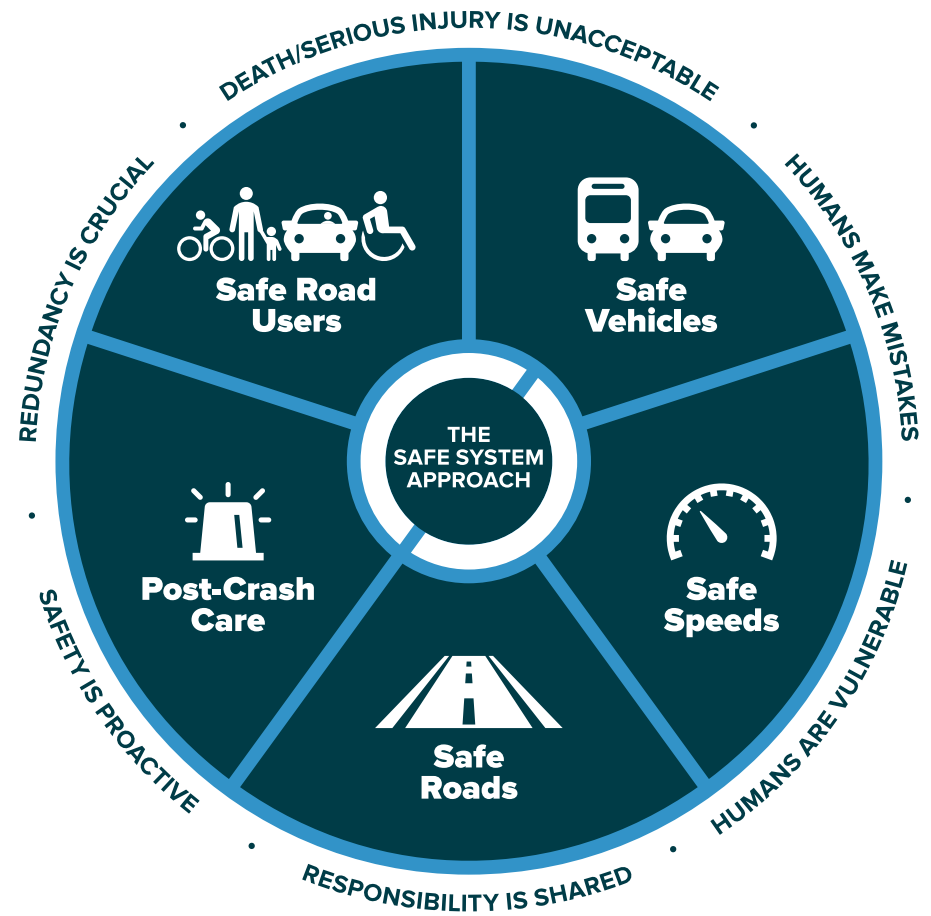 DEATH/SERIOUS INJURY IS UNACCEPTABLE
HUMANS MAKE MISTAKES
HUMANS ARE VULNERABLE
RESPONSIBILITY IS SHARED
SAFETY IS PROACTIVE
REDUNDANCY IS CRUCIAL
Safe Road
Users
Safe
Vehicles
Safe
Speeds
Safe
Roads
Post-Crash
Care
THE
SAFE SYSTEM
APPROACH